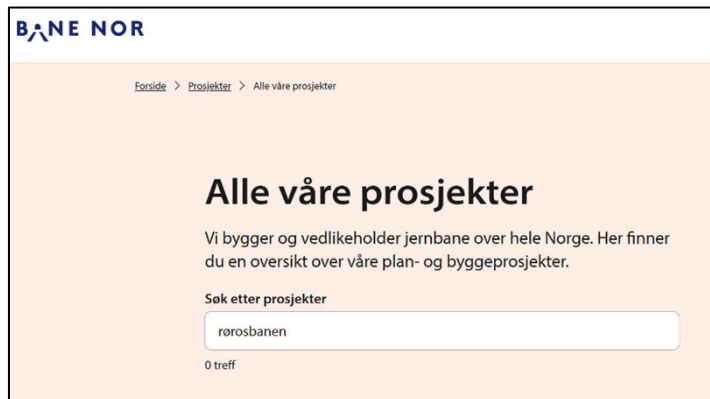 BANE NOR
Forside > Prosjekter > Alle våre prosjekter
Alle våre prosjekter
Vi bygger og vedlikeholder jernbane over hele Norge. Her finner
du en oversikt over våre plan- og byggeprosjekter.
Søk etter prosjekter
rørosbanen
0 treff